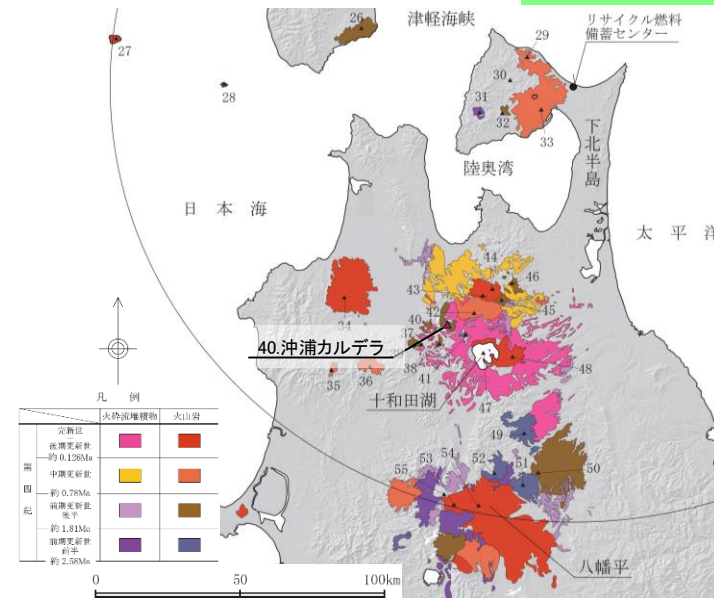 津軽海峡
リサイクル燃料
備蓄センター
26
27
28
29
30
31
32
33
陸奥湾
下北半島
日本海
太平洋
44
43
46
42
45
40
34
37
40.沖浦カルデラ
38
35
36
41
48
十和田湖
47
49
50
51
52
53
54
55
八幡平
凡 例
火砕流堆積物 火山岩
第四紀
完新世
後期更新世
約 0.126Ma
中期更新世
約 0.78Ma
前期更新世
後半
約 1.81Ma
前期更新世
前半
約 2.58Ma
0 50 100km